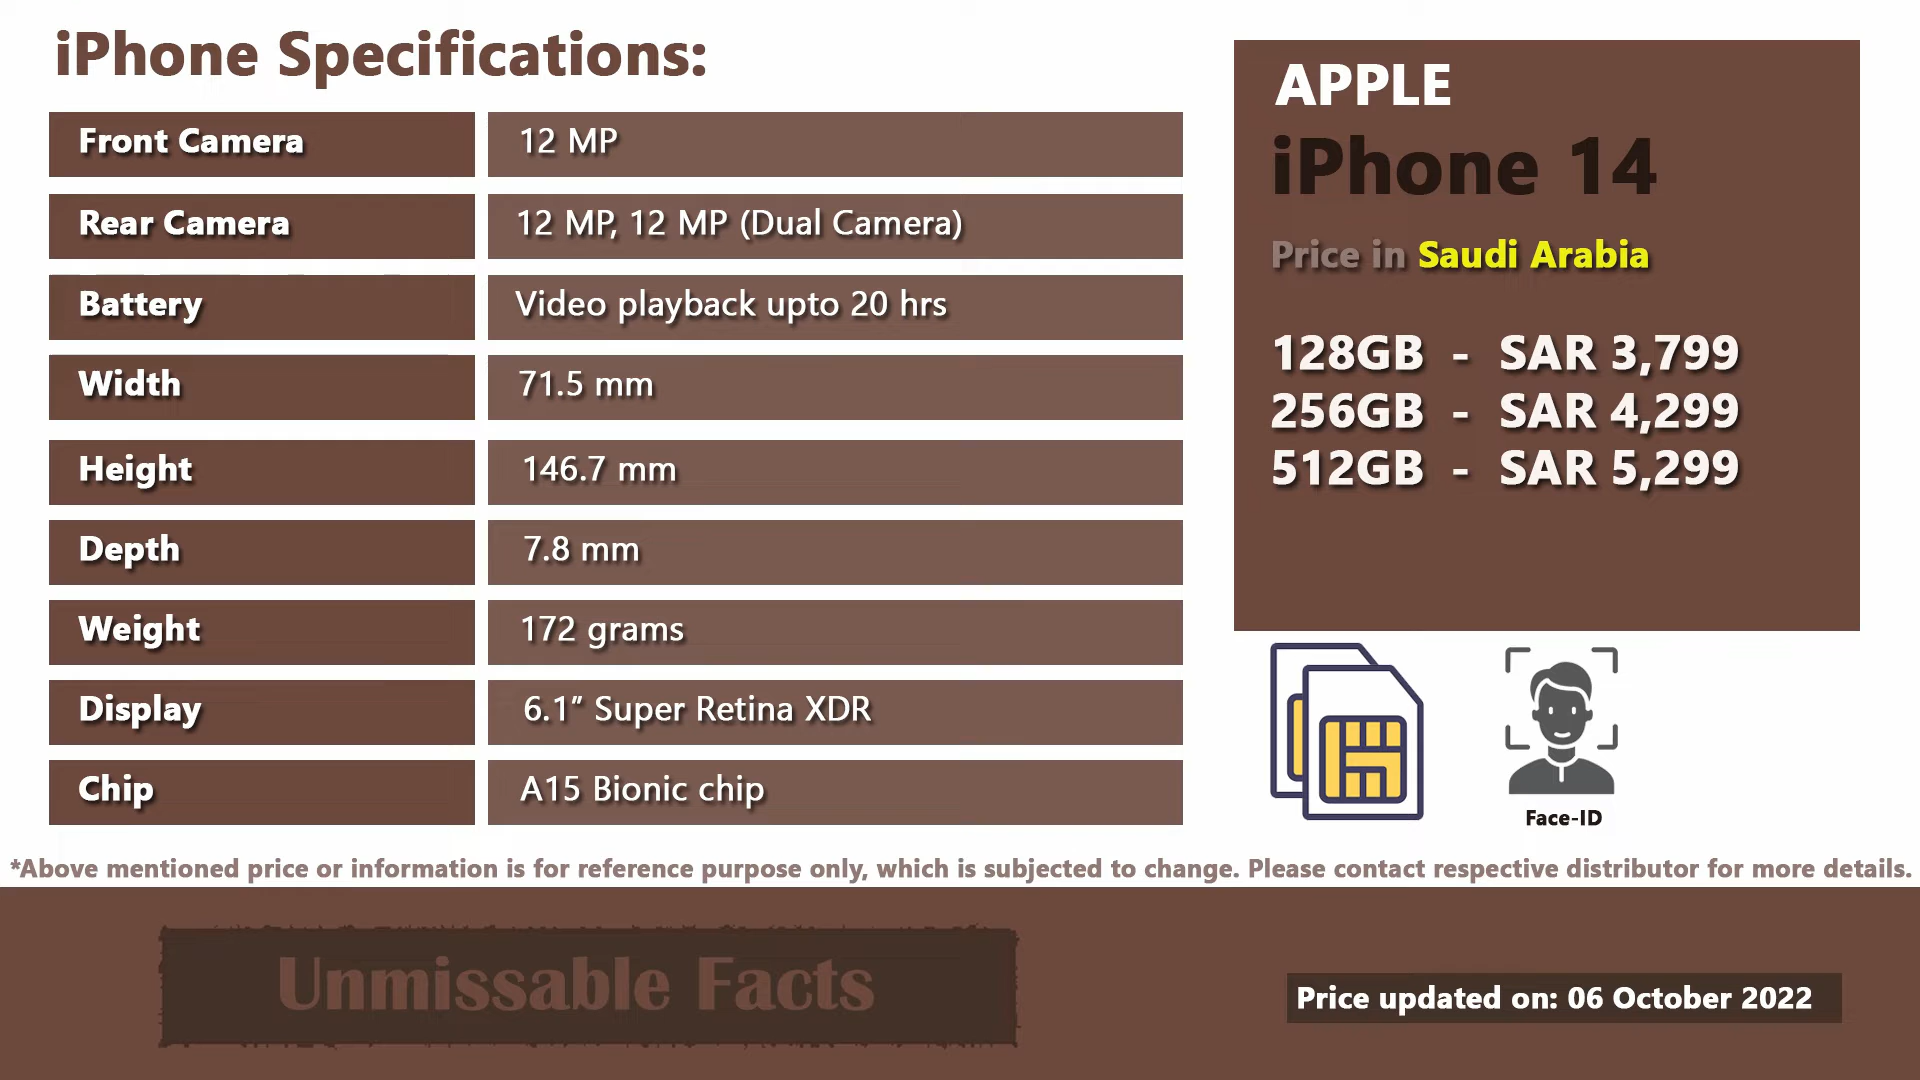 iPhone Specifications:
Front Camera 12 MP
Rear Camera 12 MP, 12 MP (Dual Camera)
Battery Video playback upto 20 hrs
Width 71.5 mm
Height 146.7 mm
Depth 7.8 mm
Weight 172 grams
Display 6.1” Super Retina XDR
Chip A15 Bionic chip
APPLE
iPhone 14
Price in Saudi Arabia
128GB - SAR 3,799
256GB - SAR 4,299
512GB - SAR 5,299
Face-ID
*Above mentioned price or information is for reference purpose only, which is subjected to change. Please contact respective distributor for more details.
Unmissable Facts
Price updated on: 06 October 2022